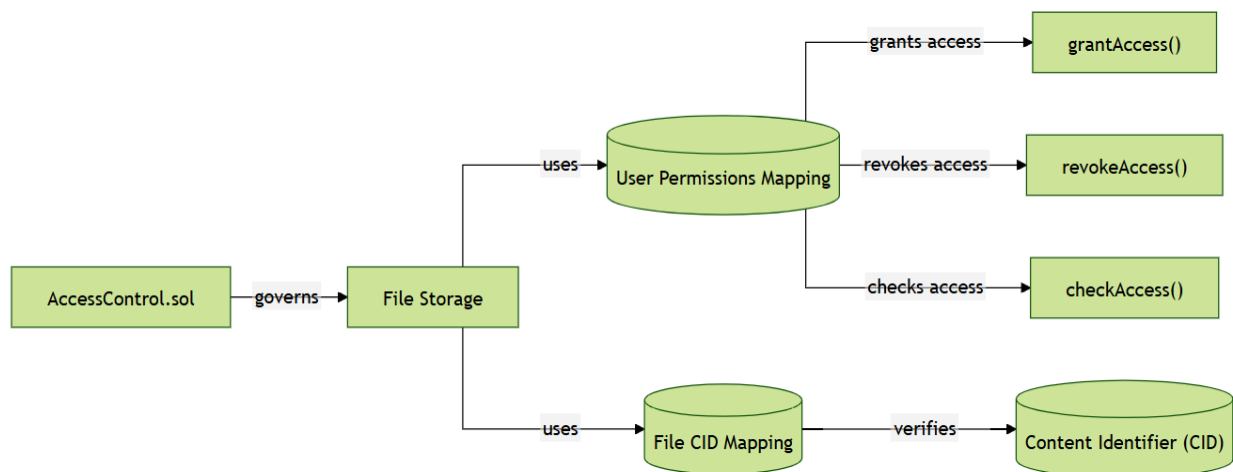 grants access
grantAccess()
uses
User Permissions Mapping
revokes access
revokeAccess()
AccessControl.sol
governs
File Storage
checks access
checkAccess()
uses
File CID Mapping
verifies
Content Identifier (CID)